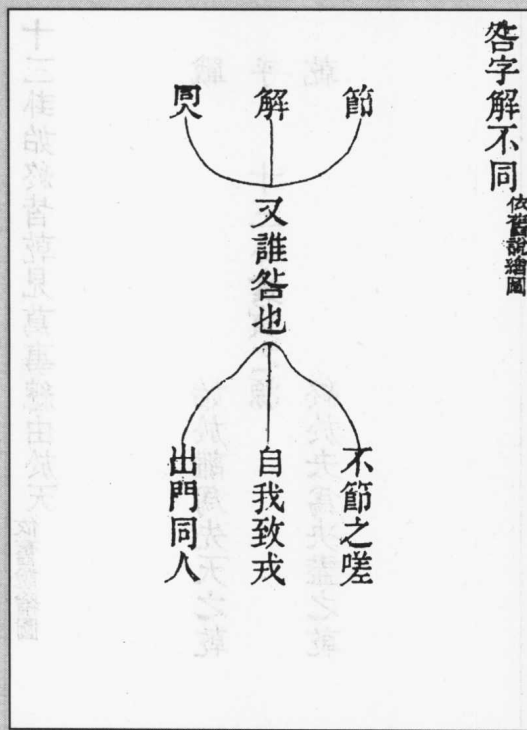 咎字解不同
依舊說繪圖
節
解
同人
又誰咎也
不節之嗟
自我致戎
出門同人